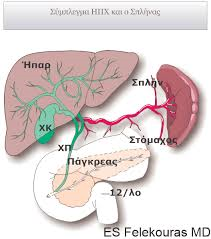 Σύμπλεγμα ΗΠΧ και ο Σπλήνας
Ήπαρ
Σπλήν
ΧΚ
ΧΠ
Στόμαχος
Πάγκρεας
12/λο
ES Felekouras MD